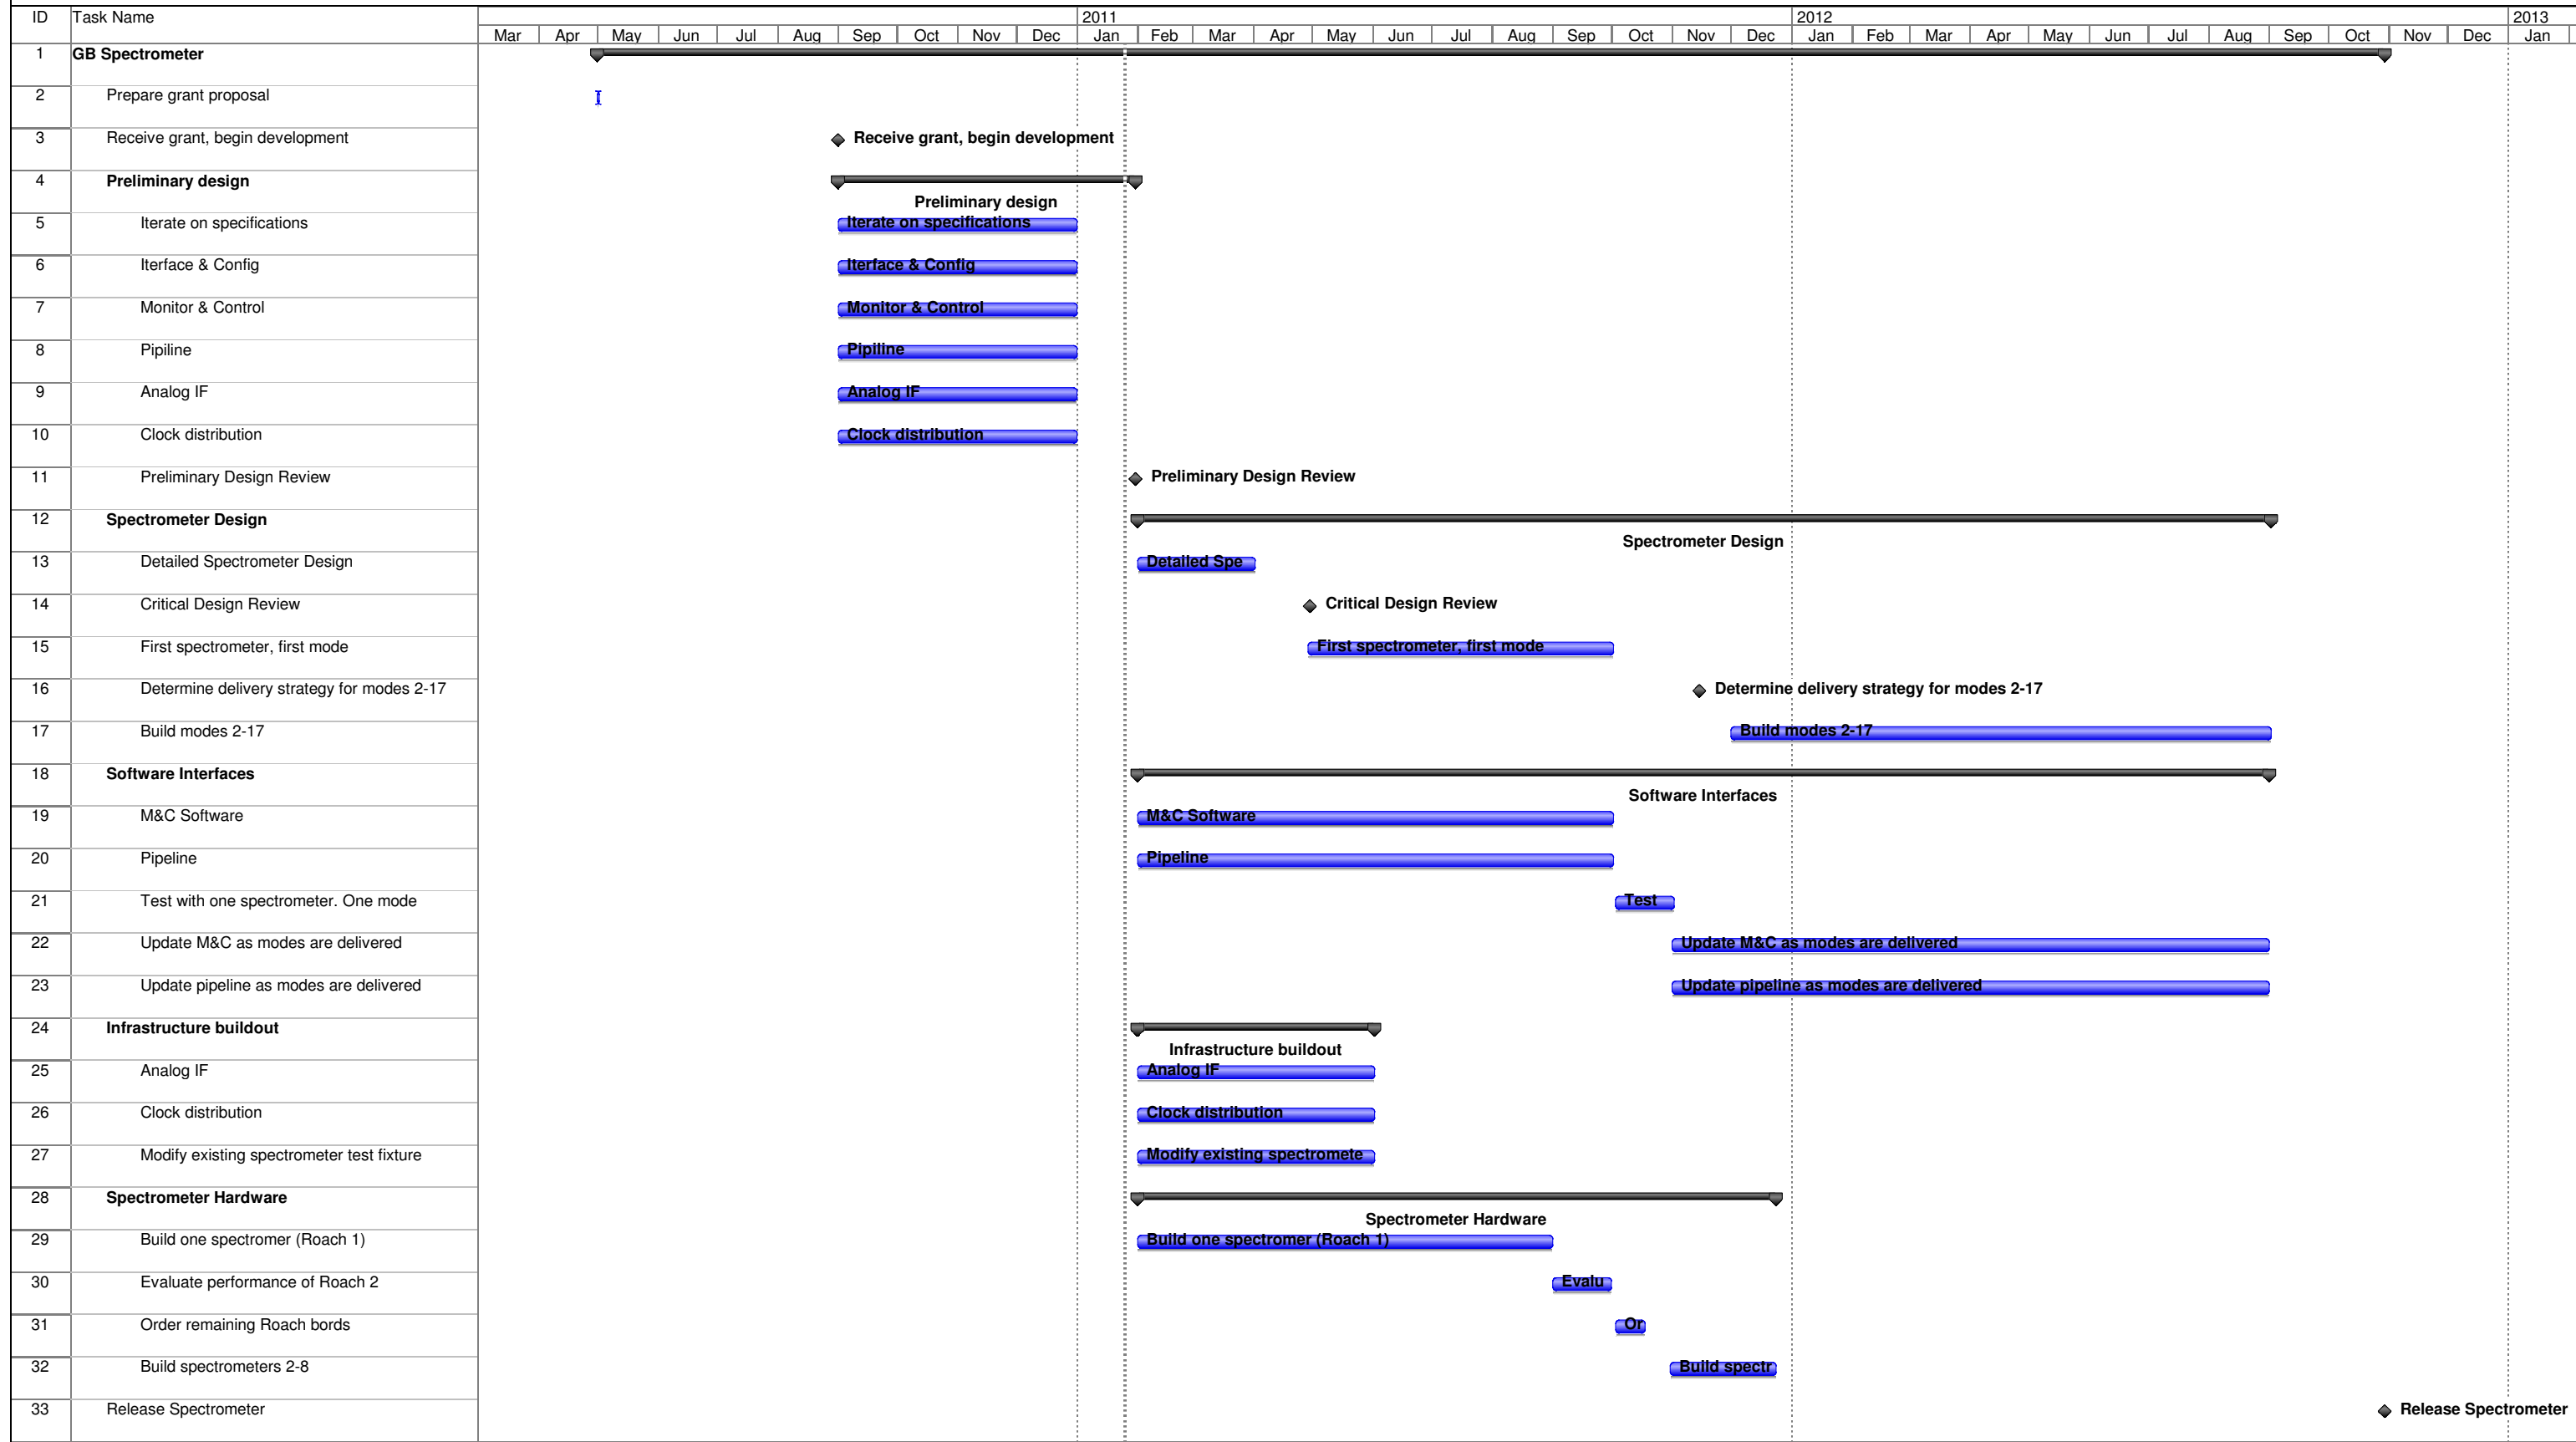 ID Task Name 2011 2012 2013
Mar Apr May Jun Jul Aug Sep Oct Nov Dec Jan Feb Mar Apr May Jun Jul Aug Sep Oct Nov Dec Jan Feb Mar Apr May Jun Jul Aug Sep Oct Nov Dec Jan
1 GB Spectrometer
2 Prepare grant proposal
3 Receive grant, begin development Receive grant, begin development
4 Preliminary design
Preliminary design
5 Iterate on specifications Iterate on specifications
6 Iterface & Config Iterface & Config
7 Monitor & Control Monitor & Control
8 Pipiline Pipiline
9 Analog IF Analog IF
10 Clock distribution Clock distribution
11 Preliminary Design Review Preliminary Design Review
12 Spectrometer Design
Spectrometer Design
13 Detailed Spectrometer Design Detailed Spe
14 Critical Design Review Critical Design Review
15 First spectrometer, first mode First spectrometer, first mode
16 Determine delivery strategy for modes 2-17 Determine delivery strategy for modes 2-17
17 Build modes 2-17 Build modes 2-17
18 Software Interfaces
Software Interfaces
19 M&C Software M&C Software
20 Pipeline Pipeline
21 Test with one spectrometer. One mode Test
22 Update M&C as modes are delivered Update M&C as modes are delivered
23 Update pipeline as modes are delivered Update pipeline as modes are delivered
24 Infrastructure buildout
Infrastructure buildout
25 Analog IF Analog IF
26 Clock distribution Clock distribution
27 Modify existing spectrometer test fixture Modify existing spectromete
28 Spectrometer Hardware
Spectrometer Hardware
29 Build one spectromer (Roach 1) Build one spectromer (Roach 1)
30 Evaluate performance of Roach 2 Evalu
31 Order remaining Roach bords Or
32 Build spectrometers 2-8 Build spectr
33 Release Spectrometer Release Spectrometer